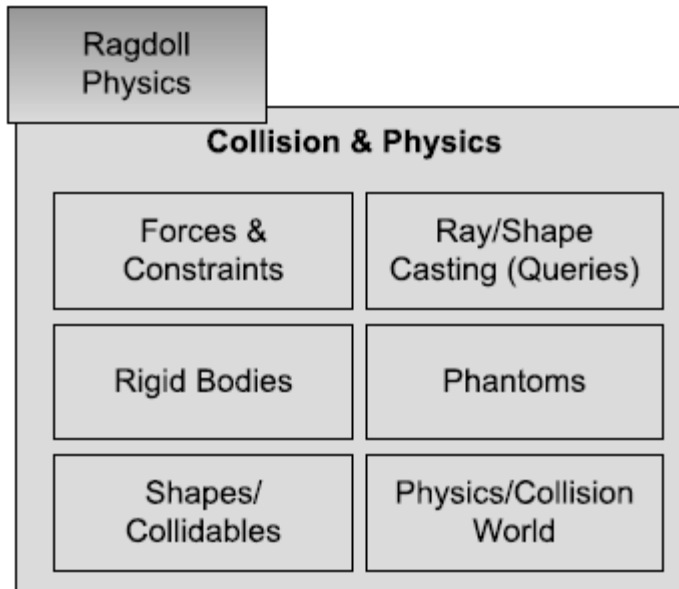 Ragdoll
Physics
Collision & Physics
Forces &
Constraints
Ray/Shape
Casting (Queries)
Rigid Bodies
Phantoms
Shapes/
Collidables
Physics/Collision
World